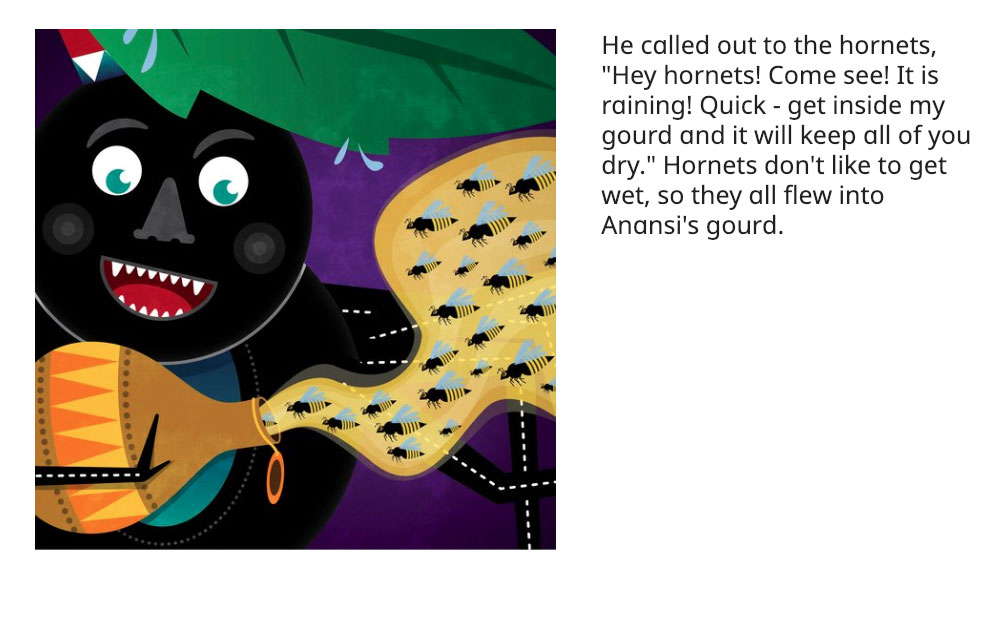 He called out to the hornets,
"Hey hornets! Come see! It is
raining! Quick - get inside my
gourd and it will keep all of you
dry." Hornets don't like to get
wet, so they all flew into
Anansi's gourd.